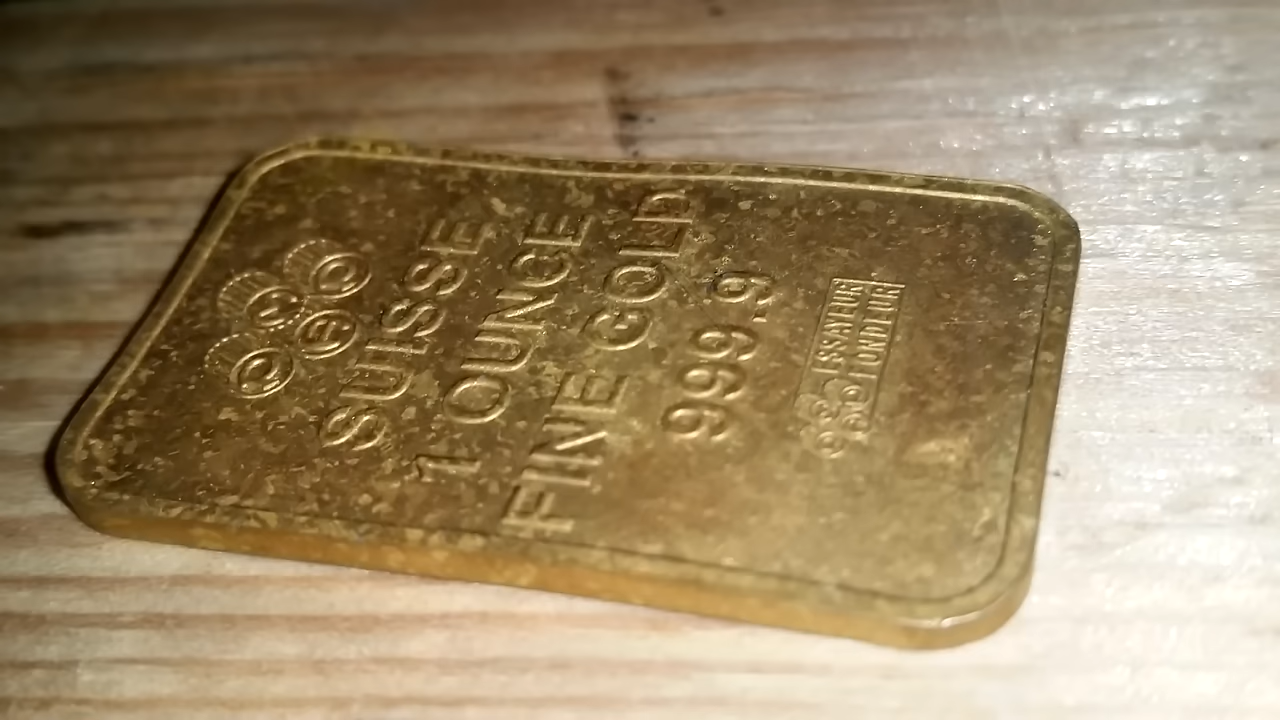 SUISSE
1 OUNCE
FINE GOLD
999.9
ESSAYEUR
FONDEUR